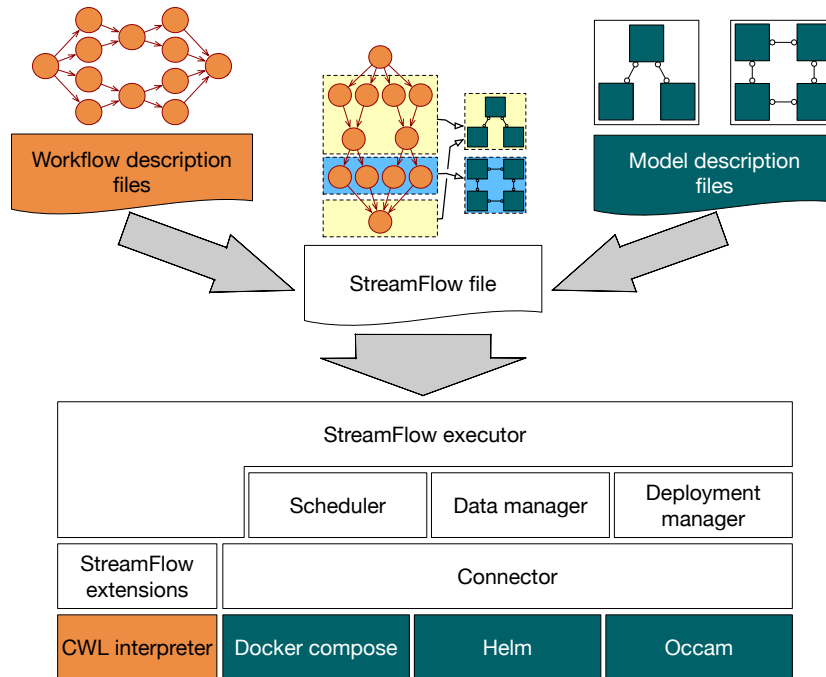 Workflow description
files
Model description
files
StreamFlow file
StreamFlow executor
Scheduler
Data manager
Deployment
manager
StreamFlow
extensions
Connector
CWL interpreter
Docker compose
Helm
Occam